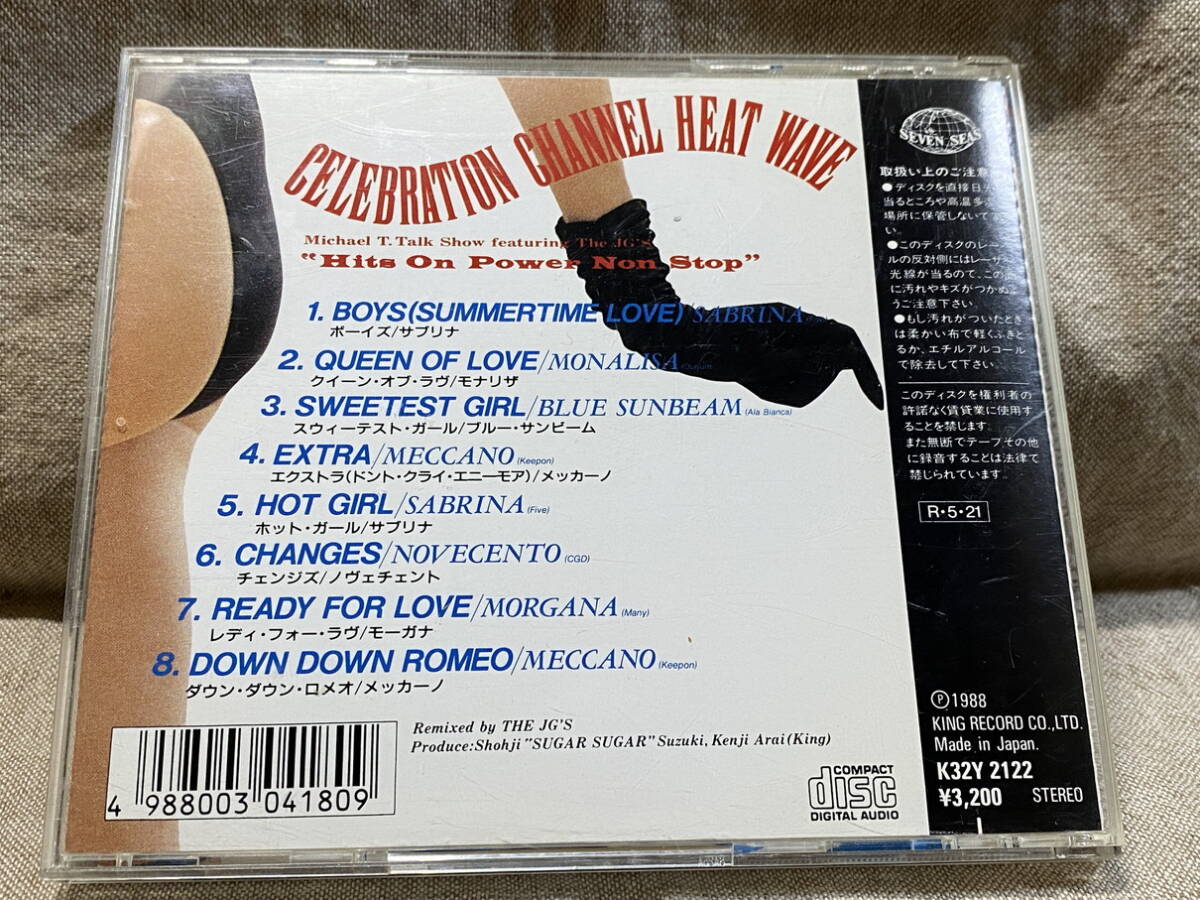 CELEBRATION CHANNEL HEAT WAVE
Michael T. Talk Show featuring The JG'S
"Hits On Power Non Stop"
1. BOYS(SUMMERTIME LOVE)/SABRINA
ボーイズ/サブリナ
2. QUEEN OF LOVE/MONALISA
クイーン・オブ・ラヴ/モナリザ
3. SWEETEST GIRL/BLUE SUNBEAM (Ala Bianca)
スウィーテスト・ガール/ブルー・サンビーム
4. EXTRA/MECCANO (Keepon)
エクストラ(ドント・クライ・エニーモア)/メッカーノ
5. HOT GIRL/SABRINA (Five)
ホット・ガール/サブリナ
6. CHANGES/NOVECENTO (CGD)
チェンジズ/ノヴェチェント
7. READY FOR LOVE/MORGANA (Many)
レディ・フォー・ラヴ/モーガナ
8. DOWN DOWN ROMEO/MECCANO (Keepon)
ダウン・ダウン・ロメオ/メッカーノ
Remixed by THE JG'S
Produce:Shohji "SUGAR SUGAR" Suzuki, Kenji Arai (King)
4 988003 041809
COMPACT
disc
DIGITAL AUDIO
SEVEN SEAS
取扱い上のご注意
●ディスクを直接日光の
当るところや高温多湿の
場所に保管しないで下さ
い。
●このディスクのレーベ
ルの反対側にはレーザー
光線が当るので、この面
に汚れやキズがつかぬよ
うご注意下さい。
●もし汚れがついたとき
は柔かい布で軽くふきと
るか、エチルアルコール
で除去して下さい。
このディスクを権利者の
許諾なく賃貸業に使用す
ることを禁じます。
また無断でテープその他
に録音することは法律で
禁じられています。
R・5・21
Ⓟ1988
KING RECORD CO.,LTD.
Made in Japan.
K32Y 2122
¥3,200 STEREO